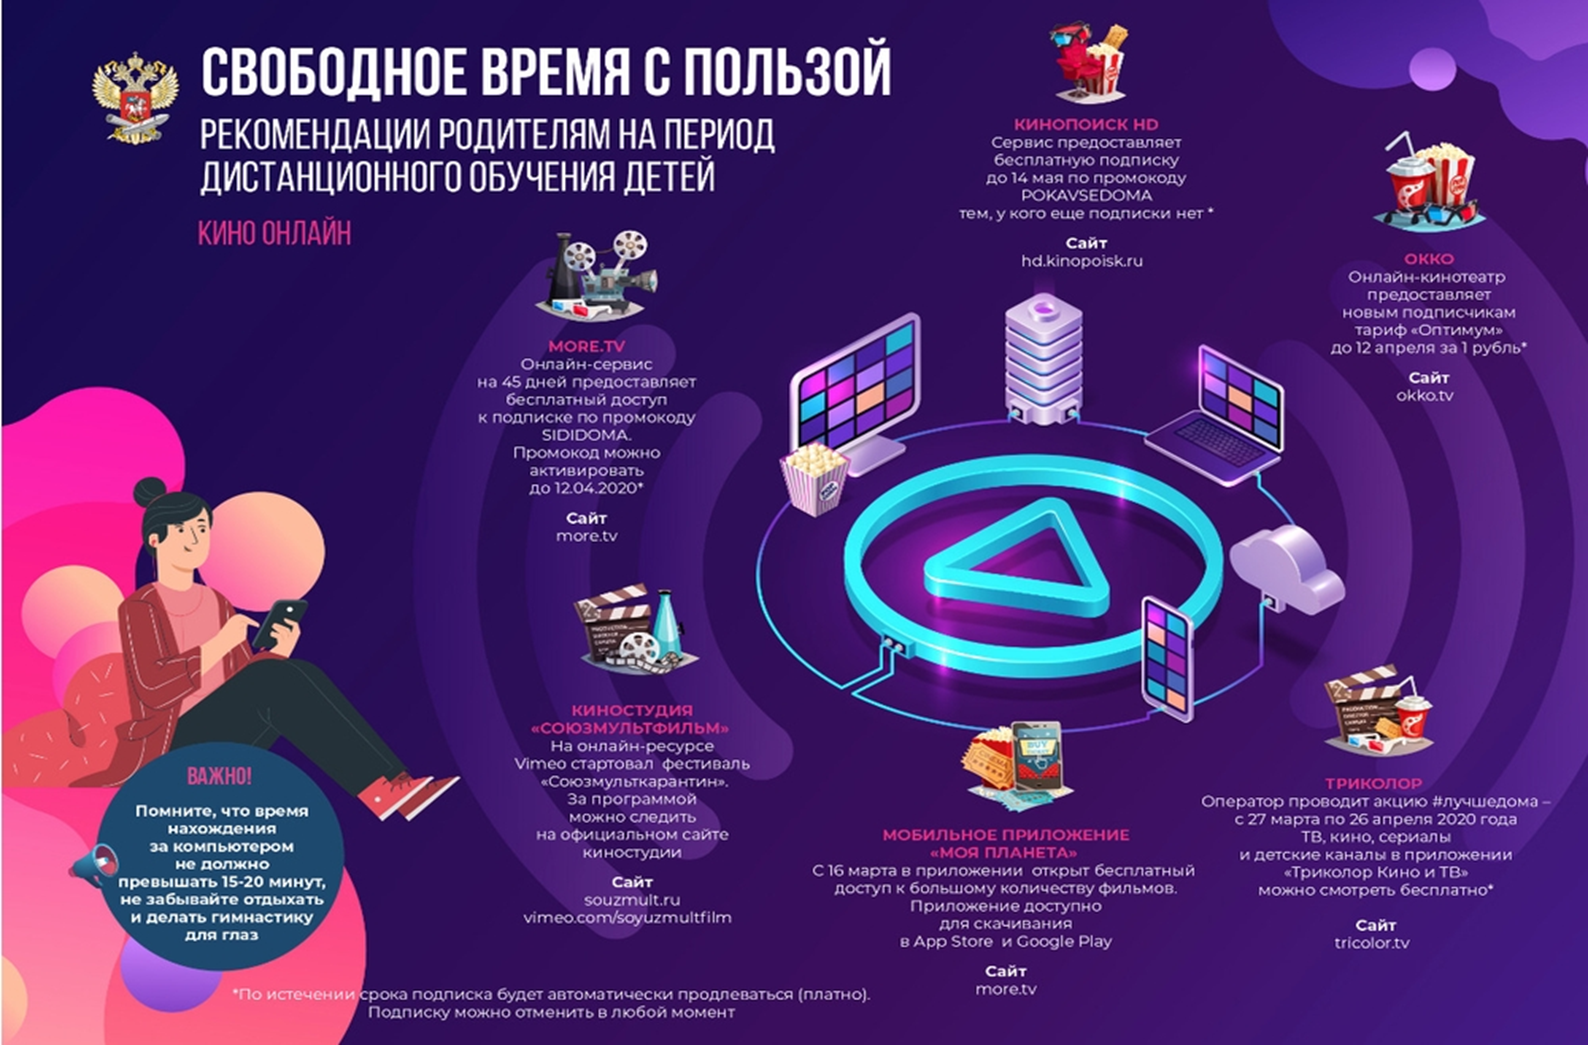 СВОБОДНОЕ ВРЕМЯ С ПОЛЬЗОЙ
РЕКОМЕНДАЦИИ РОДИТЕЛЯМ НА ПЕРИОД
ДИСТАНЦИОННОГО ОБУЧЕНИЯ ДЕТЕЙ
КИНО ОНЛАЙН
MORE.TV
Онлайн-сервис
на 45 дней предоставляет
бесплатный доступ
к подписке по промокоду
SIDIDOMA.
Промокод можно
активировать
до 12.04.2020*
Сайт
more.tv
КИНОПОИСК HD
Сервис предоставляет
бесплатную подписку
до 14 мая по промокоду
POKAVSEDOMA
тем, у кого еще подписки нет *
Сайт
hd.kinopoisk.ru
ОККО
Онлайн-кинотеатр
предоставляет
новым подписчикам
тариф «Оптимум»
до 12 апреля за 1 рубль*
Сайт
okko.tv
КИНОСТУДИЯ
«СОЮЗМУЛЬТФИЛЬМ»
На онлайн-ресурсе
Vimeo стартовал фестиваль
«Союзмульткарантин».
За программой
можно следить
на официальном сайте
киностудии
Сайт
souzmult.ru
vimeo.com/soyuzmultfilm
BUY
МОБИЛЬНОЕ ПРИЛОЖЕНИЕ
«МОЯ ПЛАНЕТА»
С 16 марта в приложении открыт бесплатный
доступ к большому количеству фильмов.
Приложение доступно
для скачивания
в App Store и Google Play
Сайт
more.tv
ТРИКОЛОР
Оператор проводит акцию #лучшедома –
с 27 марта по 26 апреля 2020 года
ТВ, кино, сериалы
и детские каналы в приложении
«Триколор Кино и ТВ»
можно смотреть бесплатно*
Сайт
tricolor.tv
ВАЖНО!
Помните, что время
нахождения
за компьютером
не должно
превышать 15-20 минут,
не забывайте отдыхать
и делать гимнастику
для глаз
*По истечении срока подписка будет автоматически продлеваться (платно).
Подписку можно отменить в любой момент